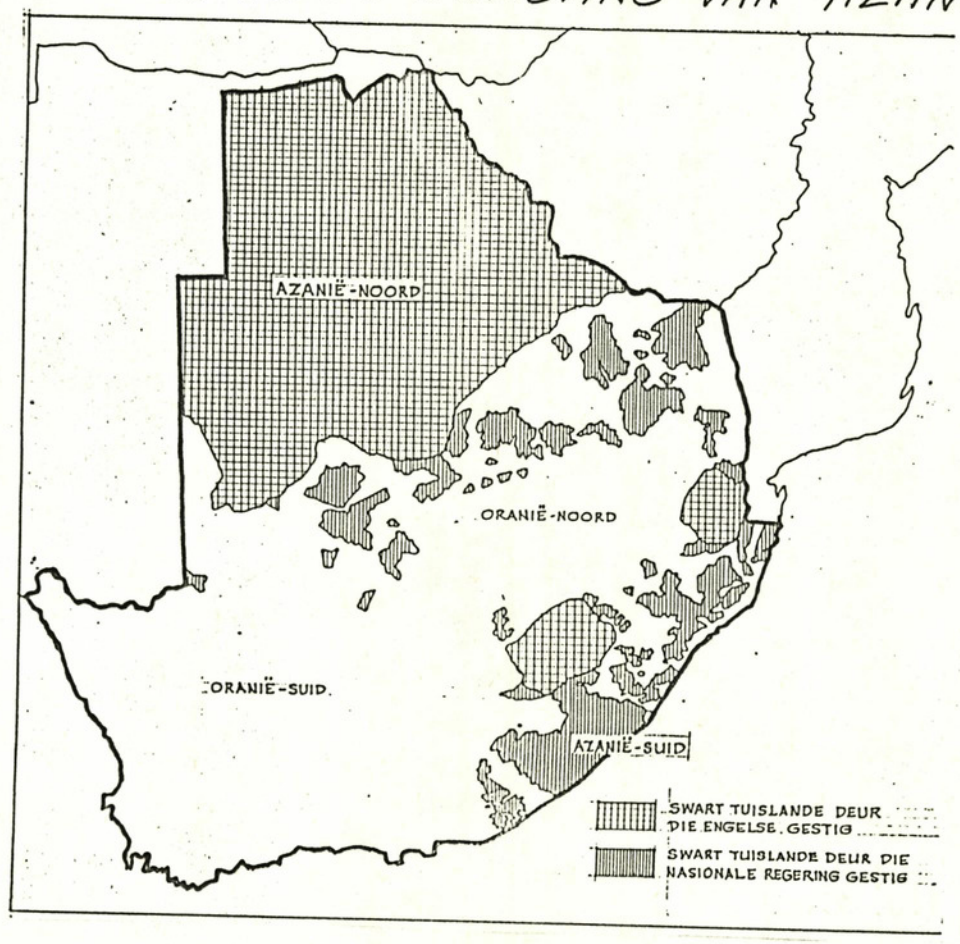 VAN
AZANIË-NOORD
ORANIË-NOORD
ORANIË-SUID
AZANIË-SUID
SWART TUISLANDE DEUR
DIE ENGELSE GESTIG
SWART TUISLANDE DEUR DIE
NASIONALE REGERING GESTIG